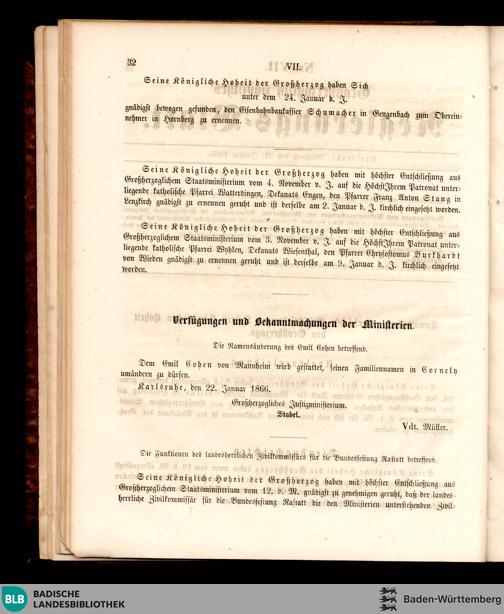 32
VII.
Seine Königliche Hoheit der Großherzog haben Sich
unter dem 24. Januar d. J.
gnädigst bewogen gefunden, den Eisenbahnbaukassier Schumacher in Gengenbach zum Oberein-
nehmer in Hornberg zu ernennen.
Seine Königliche Hoheit der Großherzog haben mit höchster Entschließung aus
Großherzoglichem Staatsministerium vom 4. November v. J. auf die HöchstIhrem Patronat unter-
liegende katholische Pfarrei Watterdingen, Dekanats Engen, den Pfarrer Franz Anton Stang in
Lenzkirch gnädigst zu ernennen geruht und ist derselbe am 2. Januar d. J. kirchlich eingesetzt worden.
Seine Königliche Hoheit der Großherzog haben mit höchster Entschließung aus
Großherzoglichem Staatsministerium vom 3. November v. J. auf die HöchstIhrem Patronat unter-
liegende katholische Pfarrei Wyhlen, Dekanats Wiesenthal, den Pfarrer Chrysostomus Burkhardt
von Wieden gnädigst zu ernennen geruht und ist derselbe am 9. Januar d. J. kirchlich eingesetzt
worden.
Verfügungen und Bekanntmachungen der Ministerien.
Die Namensänderung des Emil Cohen betreffend.
Dem Emil Cohen von Mannheim wird gestattet, seinen Familiennamen in Cornely
umändern zu dürfen.
Karlsruhe, den 22. Januar 1866.
Großherzogliches Justizministerium.
Stabel.
Vdt. Müller.
Die Funktionen des landesherrlichen Zivilkommissärs für die Bundesfestung Rastatt betreffend.
Seine Königliche Hoheit der Großherzog haben mit höchster Entschließung aus
Großherzoglichem Staatsministerium vom 12. d. M. gnädigst zu genehmigen geruht, daß der landes-
herrliche Zivilkommissär für die Bundesfestung Rastatt die den Ministerien unterstehenden Zivil-
BLB
BADISCHE
LANDESBIBLIOTHEK
Baden-Württemberg